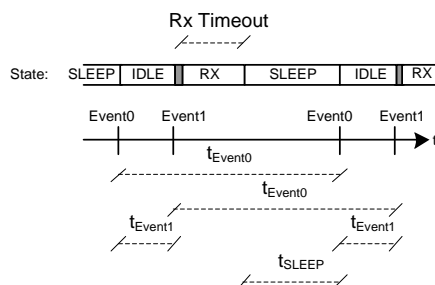 Rx Timeout
State: SLEEP IDLE RX SLEEP IDLE RX
Event0 Event1 Event0 Event1
t
tEvent0
tEvent0
tEvent1 tEvent1
tSLEEP